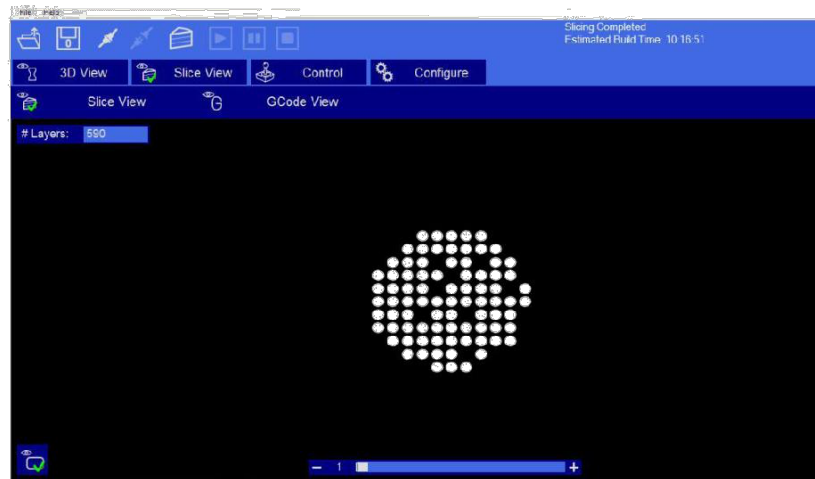 Slicing Completed
Estimated Build Time 10:16:51
3D View Slice View Control Configure
Slice View GCode View
# Layers: 590
1